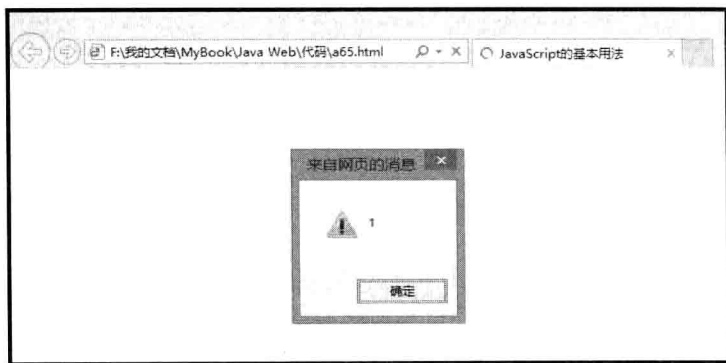 F:\我的文档\MyBook\Java Web\代码\a65.html
JavaScript的基本用法
来自网页的消息
1
确定